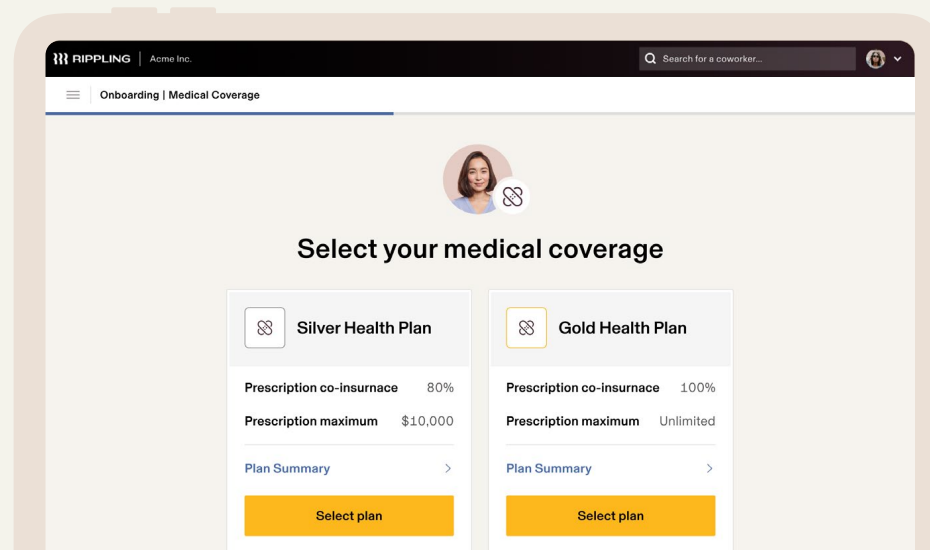 RIPPLING Acme Inc. Search for a coworker...
Onboarding | Medical Coverage
Select your medical coverage
Silver Health Plan
Prescription co-insurnace 80%
Prescription maximum $10,000
Plan Summary
Select plan
Gold Health Plan
Prescription co-insurnace 100%
Prescription maximum Unlimited
Plan Summary
Select plan